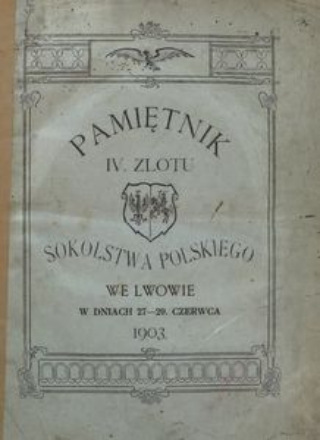 PAMIĘTNIK
IV. ZLOTU
SOKOLSTWA POLSKIEGO
WE LWOWIE
W DNIACH 27—29. CZERWCA
1903.